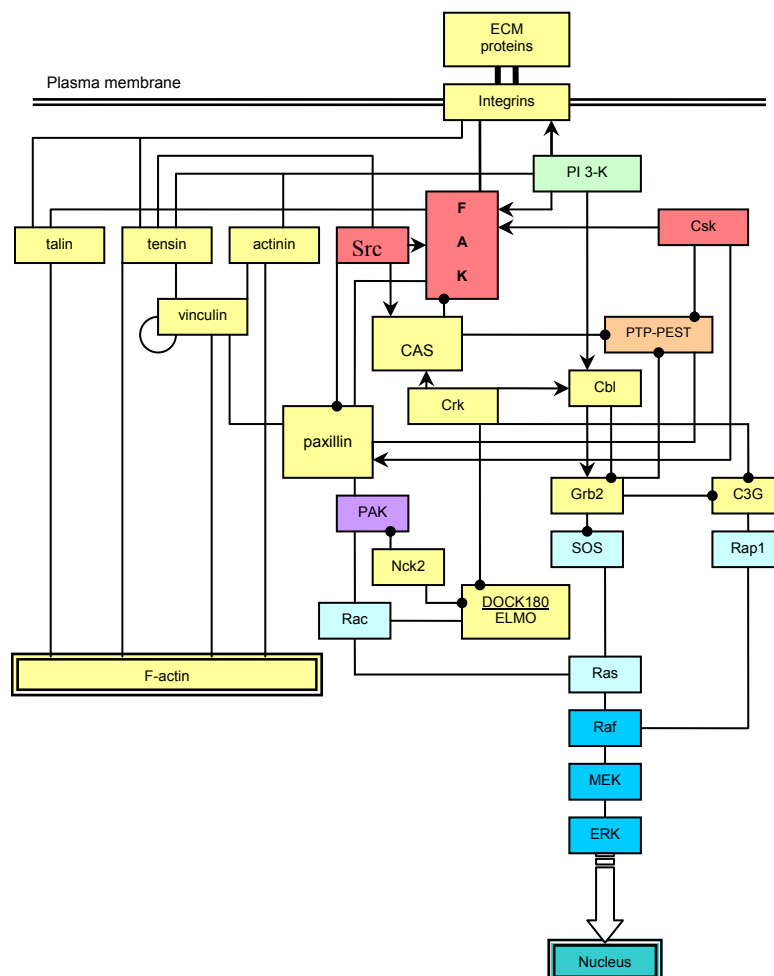 ECM
proteins
Plasma membrane
Integrins
PI 3-K
F
A
K
Src
Csk
talin
tensin
actinin
vinculin
CAS
PTP-PEST
Crk
Cbl
paxillin
Grb2
C3G
PAK
SOS
Rap1
Nck2
DOCK180
ELMO
Rac
F-actin
Ras
Raf
MEK
ERK
Nucleus